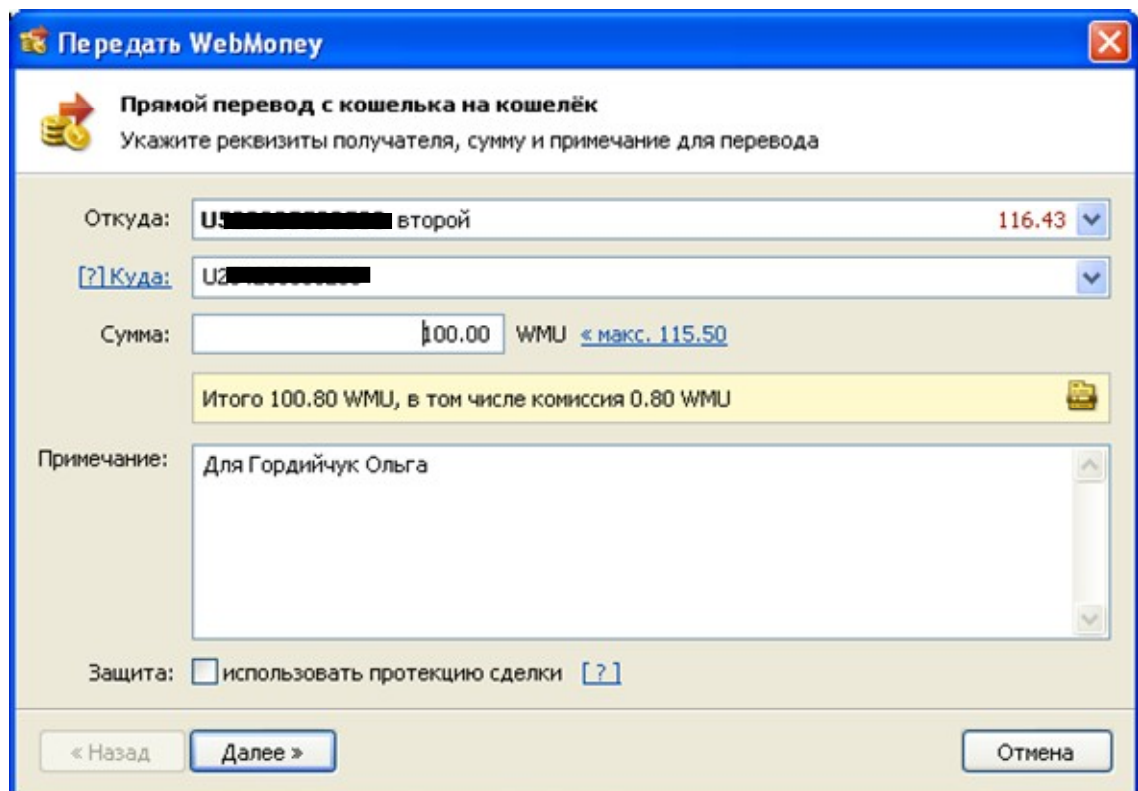 Передать WebMoney
Прямой перевод с кошелька на кошелёк
Укажите реквизиты получателя, сумму и примечание для перевода
Откуда: второй 116.43
[?] Куда:
Сумма: 100.00 WMU « макс. 115.50
Итого 100.80 WMU, в том числе комиссия 0.80 WMU
Примечание: Для Гордийчук Ольга
Защита: использовать протекцию сделки [ ? ]
« Назад Далее » Отмена